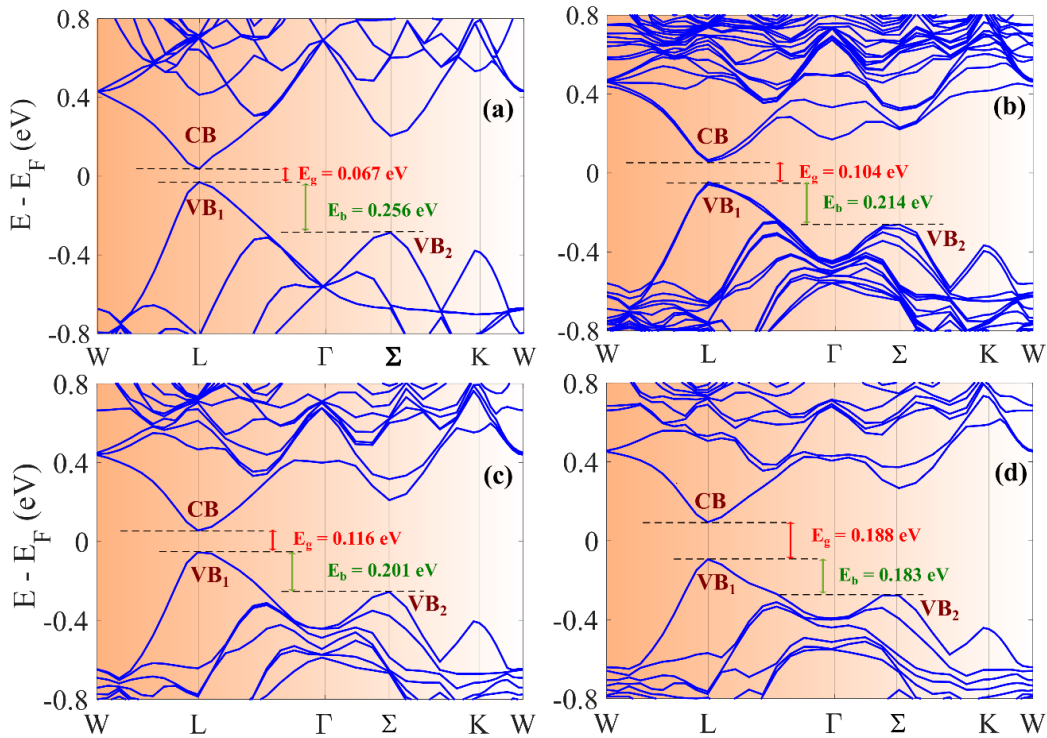 E - E_F (eV)
0.8
0.4
0
-0.4
-0.8
(a)
CB
E_g = 0.067 eV
VB_1
E_b = 0.256 eV
VB_2
W L Γ Σ K W
0.8
0.4
0
-0.4
-0.8
(b)
CB
E_g = 0.104 eV
VB_1
E_b = 0.214 eV
VB_2
W L Γ Σ K W
E - E_F (eV)
0.8
0.4
0
-0.4
-0.8
(c)
CB
E_g = 0.116 eV
VB_1
E_b = 0.201 eV
VB_2
W L Γ Σ K W
0.8
0.4
0
-0.4
-0.8
(d)
CB
E_g = 0.188 eV
VB_1
E_b = 0.183 eV
VB_2
W L Γ Σ K W